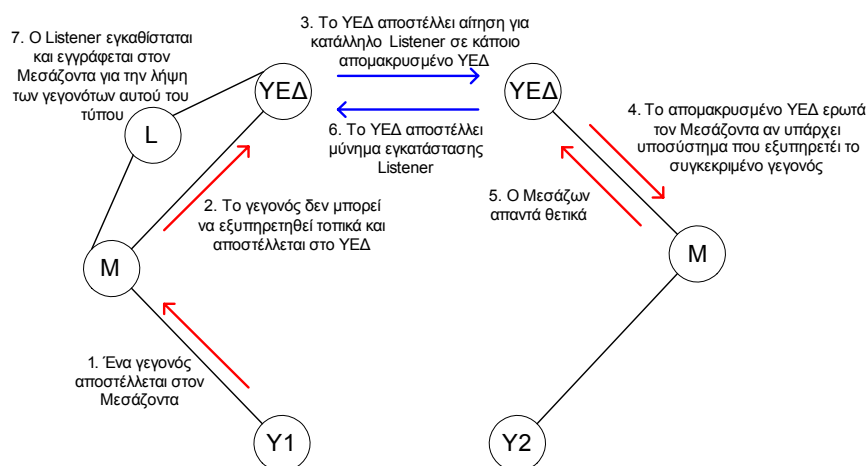 3. Το ΥΕΔ αποστέλλει αίτηση για
κατάλληλο Listener σε κάποιο
απομακρυσμένο ΥΕΔ
7. Ο Listener εγκαθίσταται
και εγγράφεται στον
Μεσάζοντα για την λήψη
των γεγονότων αυτού του
τύπου
ΥΕΔ
ΥΕΔ
L
6. Το ΥΕΔ αποστέλλει
μύνημα εγκατάστασης
Listener
4. Το απομακρυσμένο ΥΕΔ ερωτά
τον Μεσάζοντα αν υπάρχει
υποσύστημα που εξυπηρετεί το
συγκεκριμένο γεγονός
2. Το γεγονός δεν μπορεί
να εξυπηρετηθεί τοπικά και
αποστέλλεται στο ΥΕΔ
5. Ο Μεσάζων
απαντά θετικά
Μ
Μ
1. Ένα γεγονός
αποστέλλεται στον
Μεσάζοντα
Υ1
Υ2